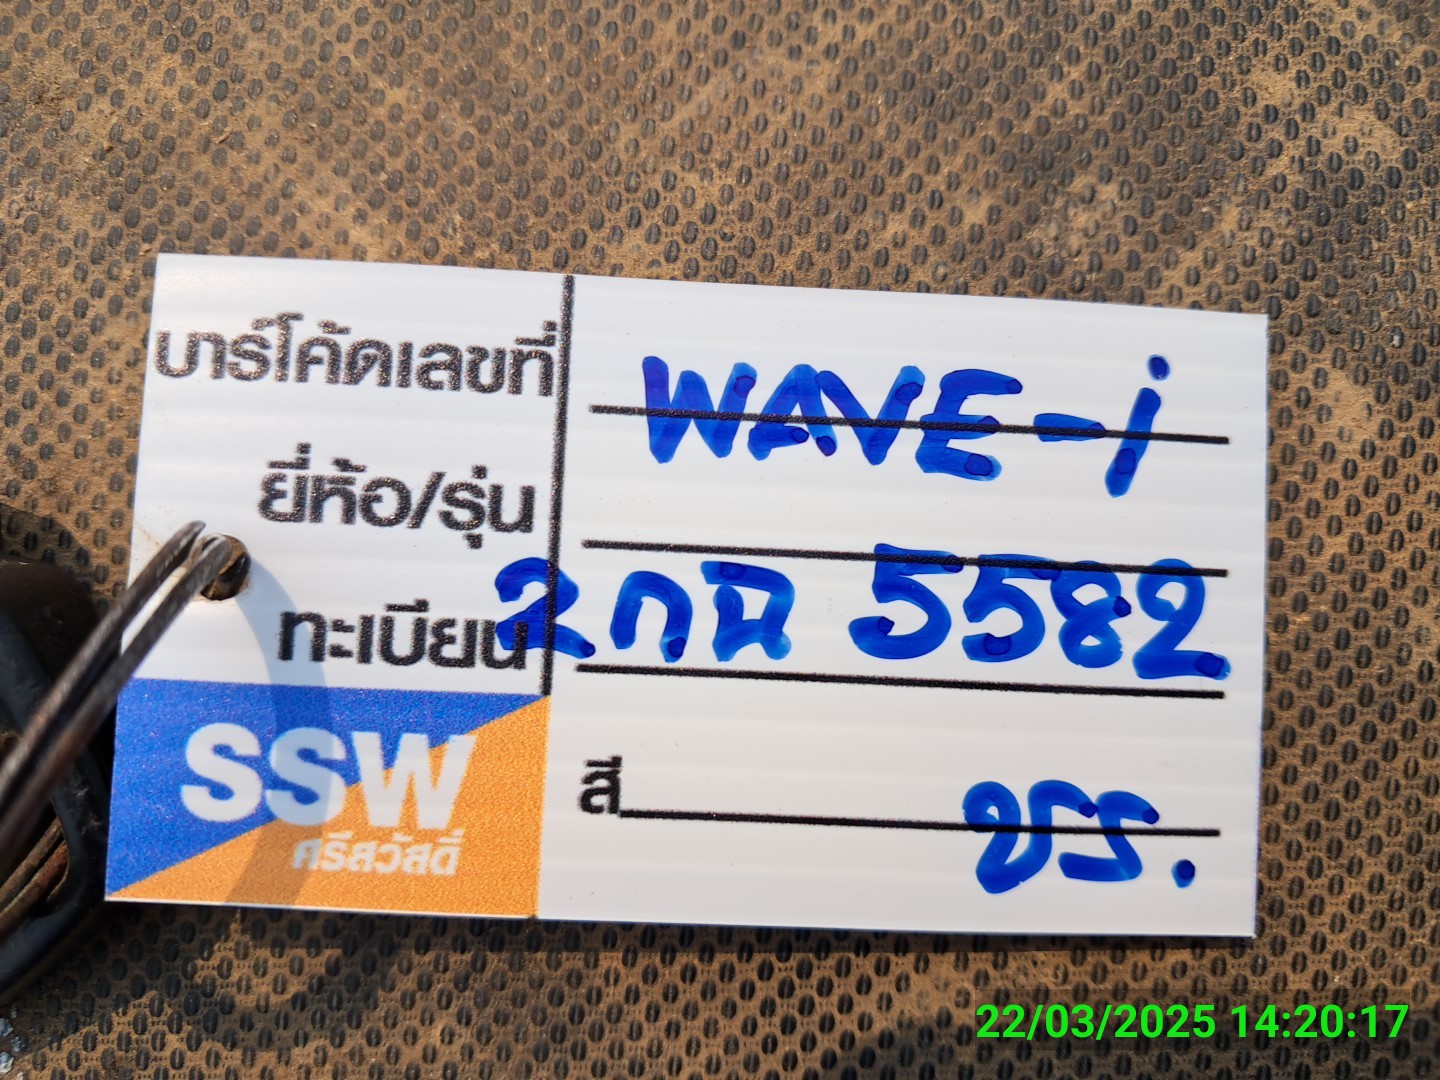 บาร์โค้ดเลขที่ WAVE-i
ยี่ห้อ/รุ่น
ทะเบียน 2กฆ 5582
SSW
ศรีสวัสดิ์
สี ชร.
22/03/2025 14:20:17